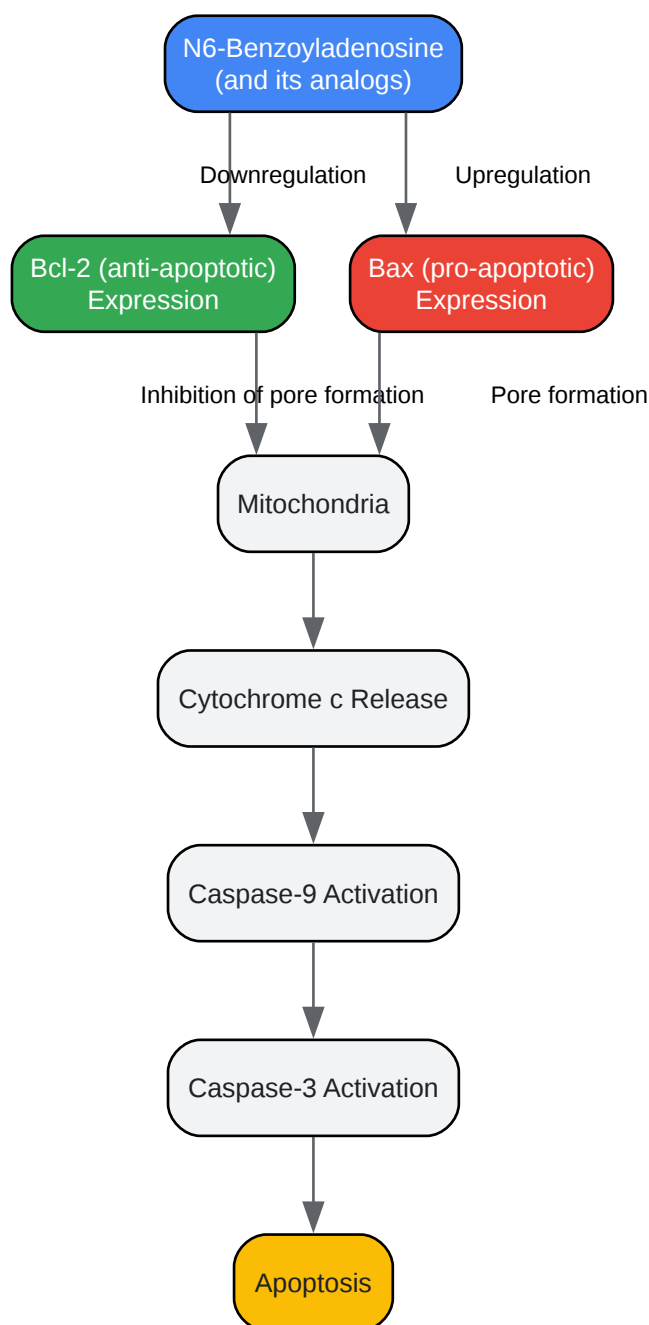 N6-Benzoyladenosine
(and its analogs)
Downregulation
Upregulation
Bcl-2 (anti-apoptotic)
Expression
Bax (pro-apoptotic)
Expression
Inhibition of pore formation
Pore formation
Mitochondria
Cytochrome c Release
Caspase-9 Activation
Caspase-3 Activation
Apoptosis